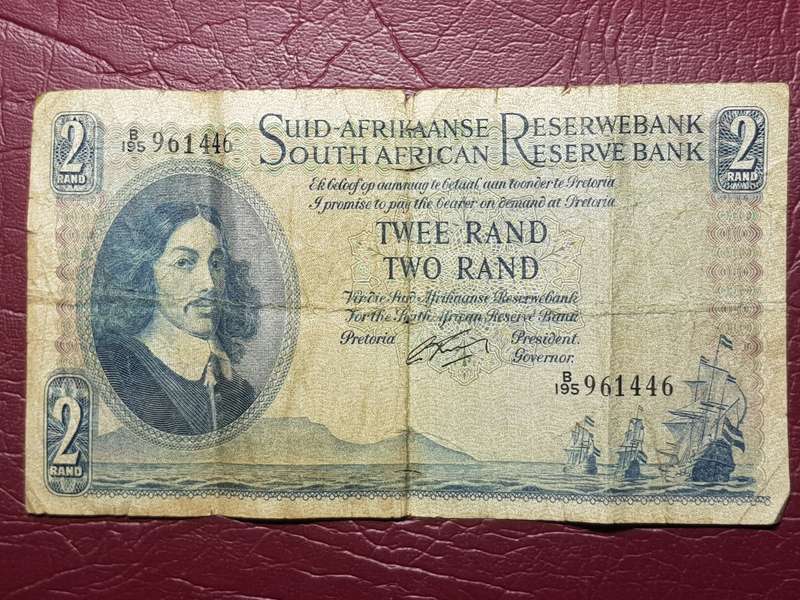 2
RAND
B/195 961446
SUID-AFRIKAANSE RESERWEBANK
SOUTH AFRICAN RESERVE BANK
2
RAND
Ek beloof op aanvraag te betaal aan toonder te Pretoria
I promise to pay the bearer on demand at Pretoria
TWEE RAND
TWO RAND
Vir die Suid-Afrikaanse Reserwebank
For the South African Reserve Bank
Pretoria
President.
Governor.
B/195 961446
2
RAND